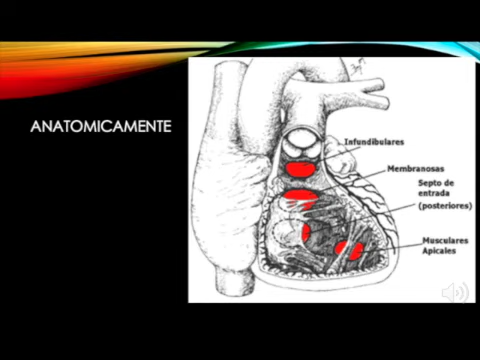 ANATOMICAMENTE
Infundibulares
Membranosas
Septo de
entrada
(posteriores)
Musculares
Apicales